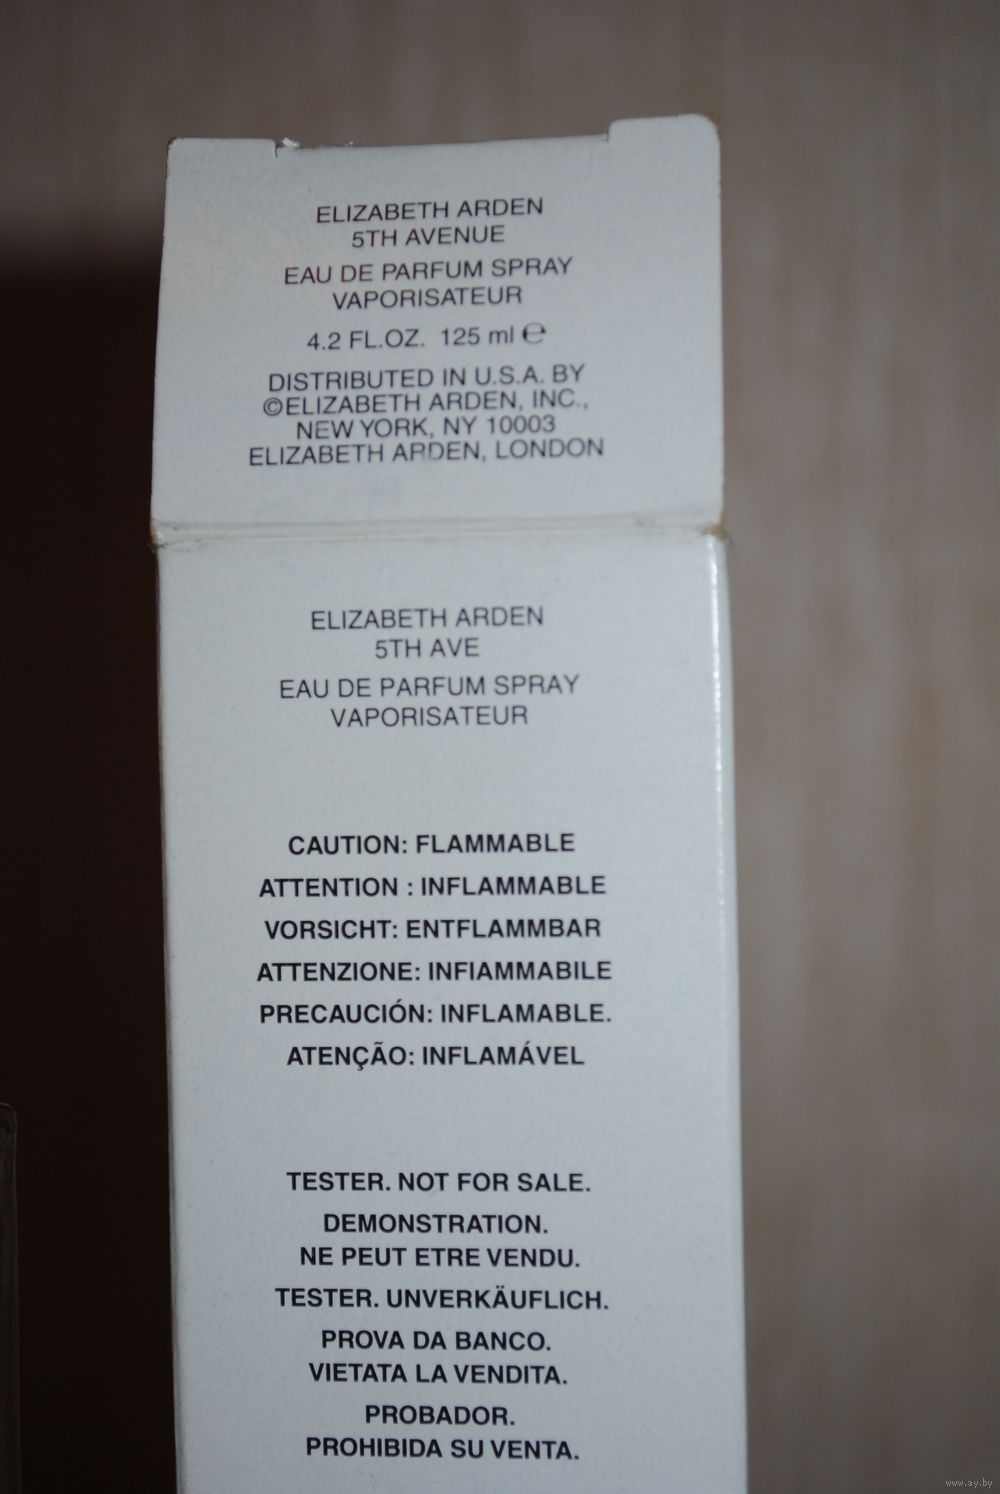 ELIZABETH ARDEN
5TH AVENUE
EAU DE PARFUM SPRAY
VAPORISATEUR
4.2 FL.OZ. 125 ml ℮
DISTRIBUTED IN U.S.A. BY
©ELIZABETH ARDEN, INC.,
NEW YORK, NY 10003
ELIZABETH ARDEN, LONDON
ELIZABETH ARDEN
5TH AVE
EAU DE PARFUM SPRAY
VAPORISATEUR
CAUTION: FLAMMABLE
ATTENTION : INFLAMMABLE
VORSICHT: ENTFLAMMBAR
ATTENZIONE: INFIAMMABILE
PRECAUCIÓN: INFLAMABLE.
ATENÇÃO: INFLAMÁVEL
TESTER. NOT FOR SALE.
DEMONSTRATION.
NE PEUT ETRE VENDU.
TESTER. UNVERKÄUFLICH.
PROVA DA BANCO.
VIETATA LA VENDITA.
PROBADOR.
PROHIBIDA SU VENTA.
www.ay.by